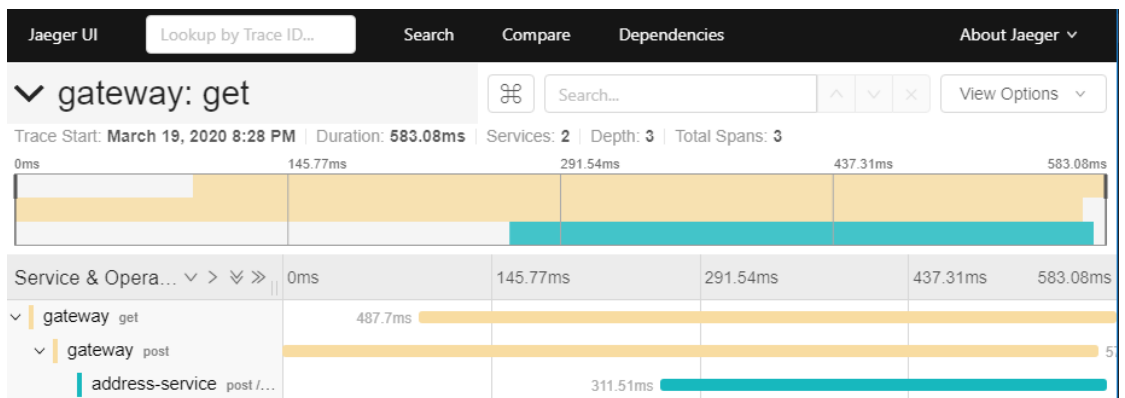 Jaeger UI Lookup by Trace ID... Search Compare Dependencies About Jaeger
gateway: get ⌘ Search... View Options
Trace Start: March 19, 2020 8:28 PM Duration: 583.08ms Services: 2 Depth: 3 Total Spans: 3
0ms 145.77ms 291.54ms 437.31ms 583.08ms
Service & Opera... 0ms 145.77ms 291.54ms 437.31ms 583.08ms
gateway get 487.7ms
gateway post 57
address-service post /... 311.51ms